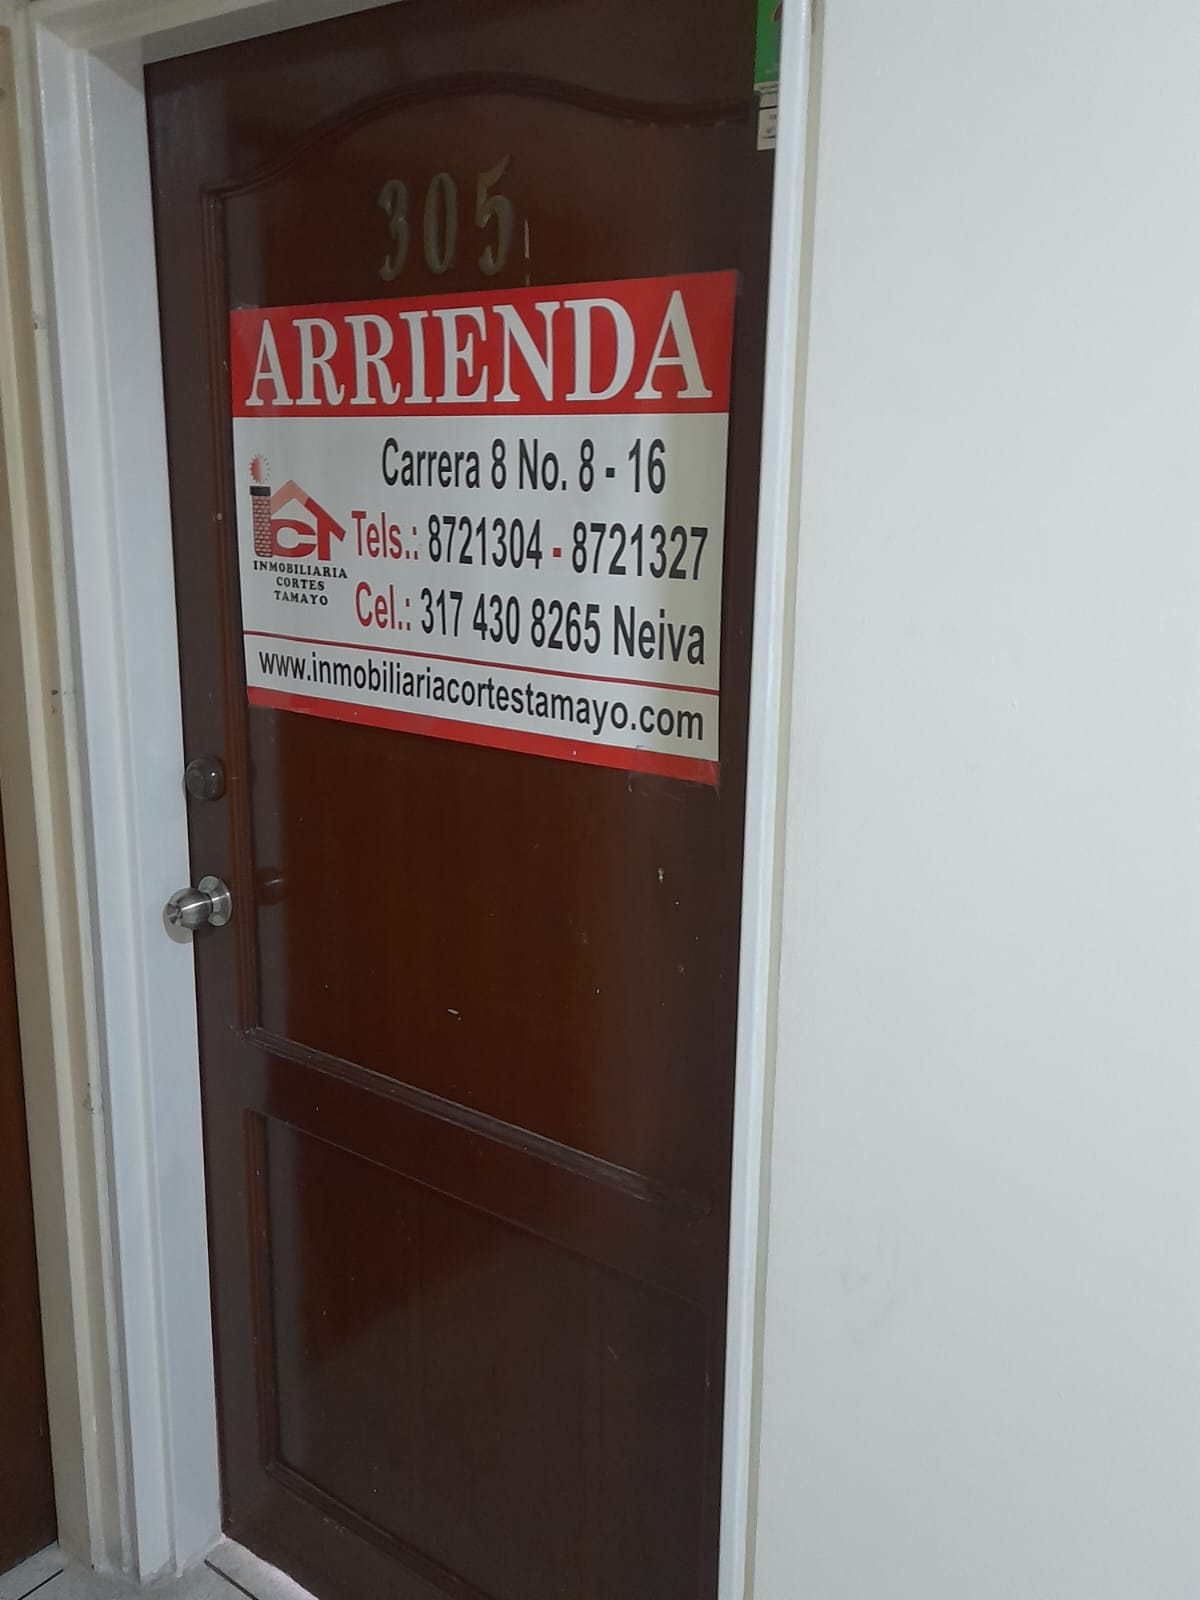 305
ARRIENDA
Carrera 8 No. 8 - 16
Tels.: 8721304 - 8721327
Cel.: 317 430 8265 Neiva
INMOBILIARIA
CORTES
TAMAYO
www.inmobiliariacortestamayo.com